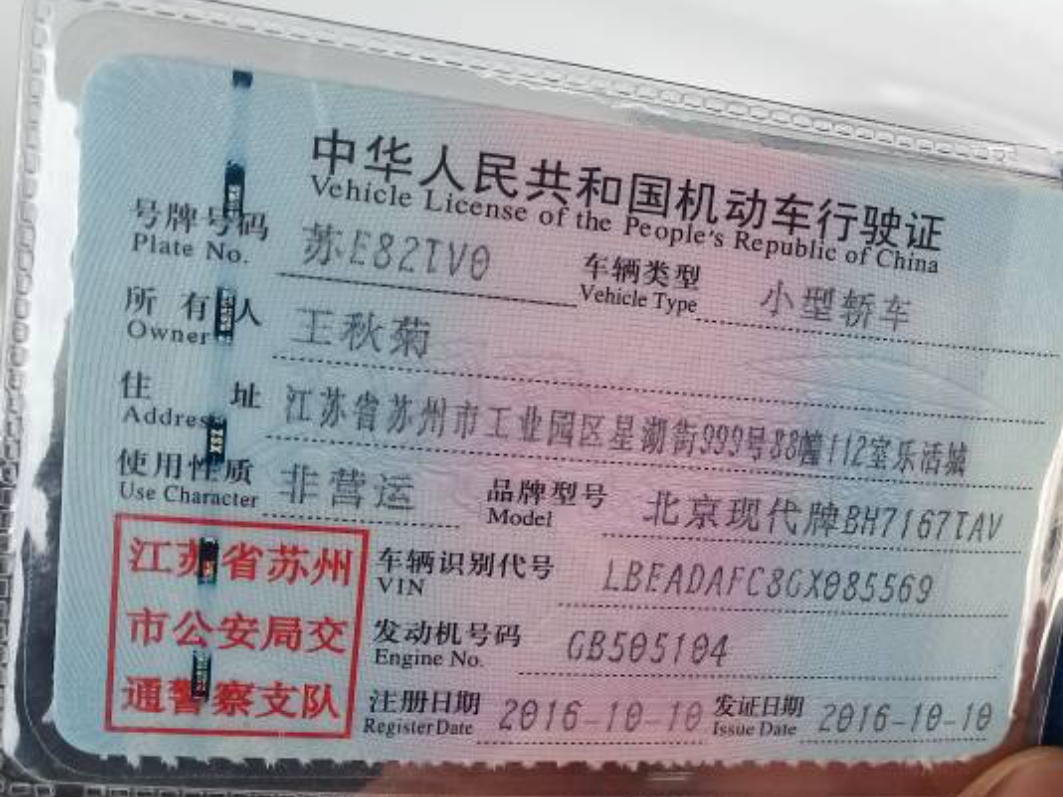 中华人民共和国机动车行驶证
Vehicle License of the People's Republic of China
号牌号码 苏E82IV0 车辆类型 小型轿车
Plate No. Vehicle Type
所有人 王秋菊
Owner
住址 江苏省苏州市工业园区星湖街999号88幢112室乐活城
Address
使用性质 非营运 品牌型号 北京现代牌BH7167IAV
Use Character Model
江苏省苏州 车辆识别代号 LBEADAFC8GX085569
VIN
市公安局交 发动机号码 GB505104
Engine No.
通警察支队 注册日期 2016-10-10 发证日期 2016-10-10
Register Date Issue Date